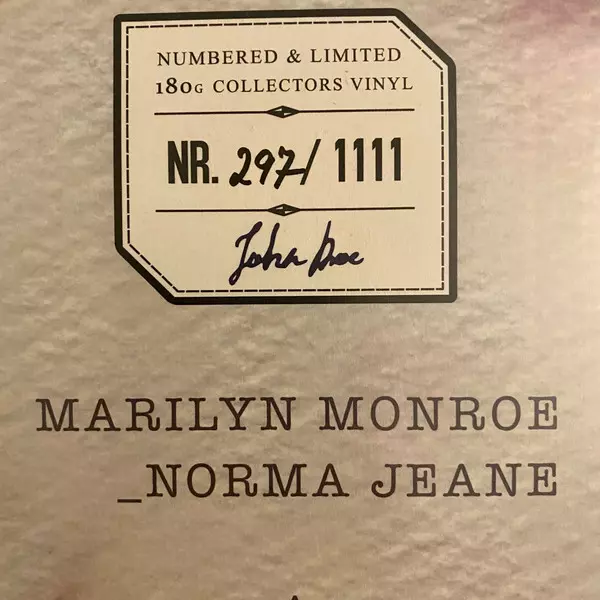 NUMBERED & LIMITED
180G COLLECTORS VINYL
NR. 297/ 1111
John Doe
MARILYN MONROE
_NORMA JEANE